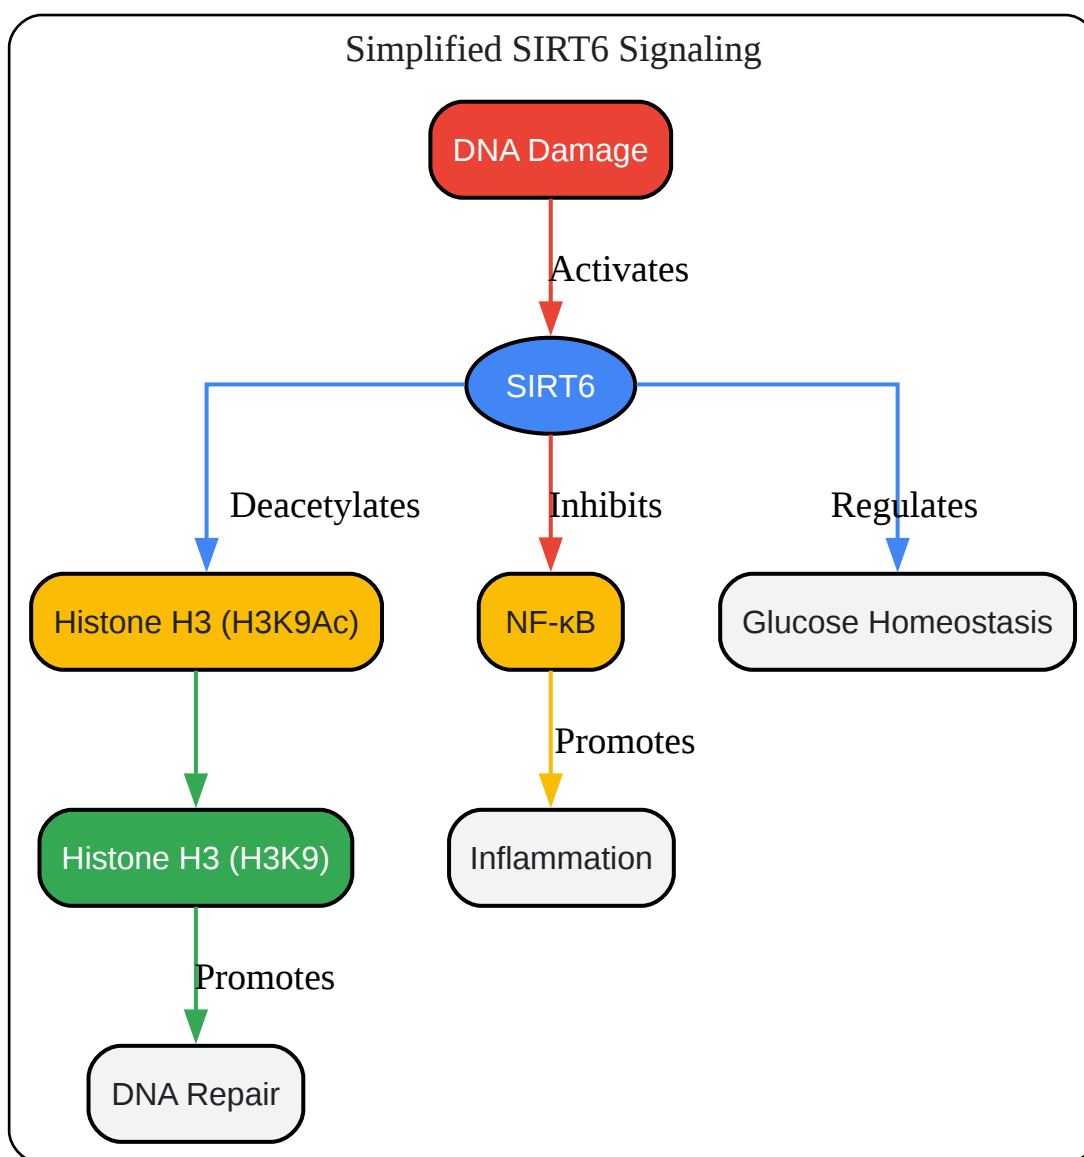 Simplified SIRT6 Signaling
DNA Damage
Activates
SIRT6
Deacetylates
Inhibits
Regulates
Histone H3 (H3K9Ac)
NF-κB
Glucose Homeostasis
Promotes
Histone H3 (H3K9)
Inflammation
Promotes
DNA Repair